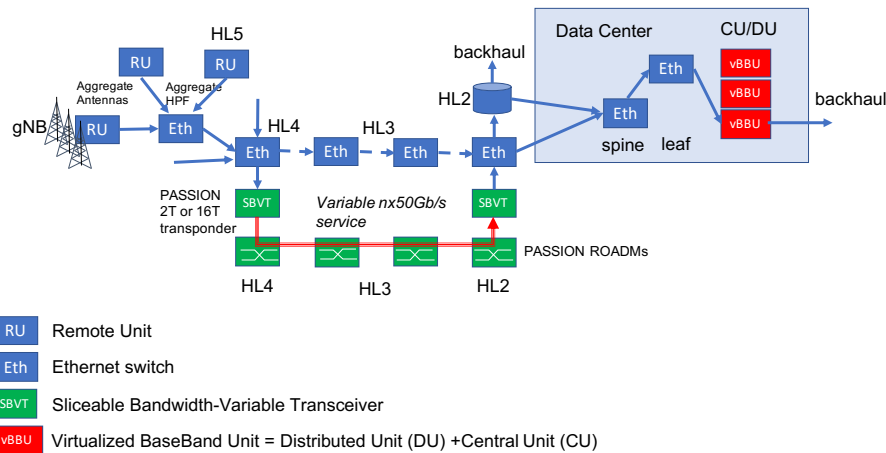 HL5
RU
RU
Aggregate
Antennas
Aggregate
HPF
gNB
RU
Eth
HL4
Eth
HL3
Eth
Eth
Eth
backhaul
HL2
Data Center
CU/DU
Eth
Eth
spine
leaf
vBBU
vBBU
vBBU
backhaul
PASSION
2T or 16T
transponder
SBVT
Variable nx50Gb/s
service
SBVT
PASSION ROADMs
HL4
HL3
HL2
RU Remote Unit
Eth Ethernet switch
SBVT Sliceable Bandwidth-Variable Transceiver
vBBU Virtualized BaseBand Unit = Distributed Unit (DU) +Central Unit (CU)